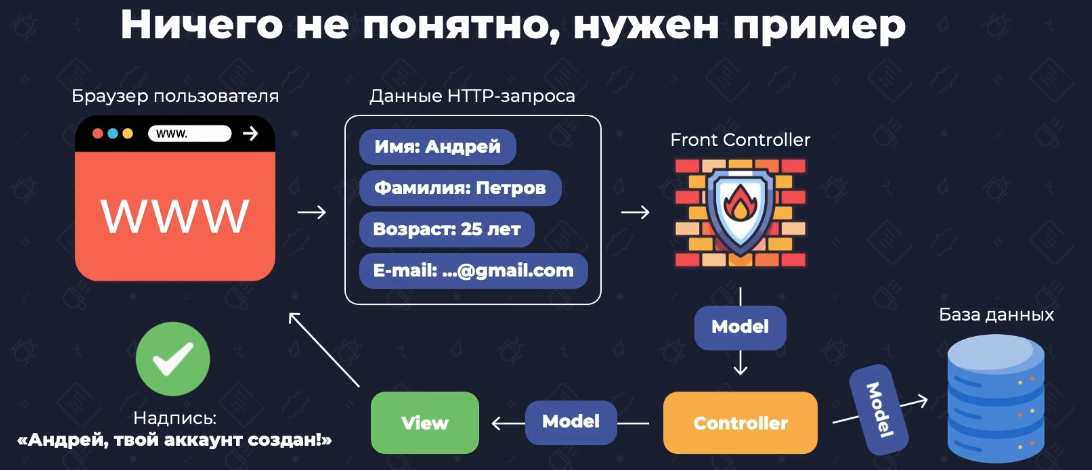 Ничего не понятно, нужен пример
Браузер пользователя
www.
WWW
Данные HTTP-запроса
Имя: Андрей
Фамилия: Петров
Возраст: 25 лет
E-mail: ...@gmail.com
Front Controller
Model
Controller
Model
База данных
Model
View
Надпись:
«Андрей, твой аккаунт создан!»